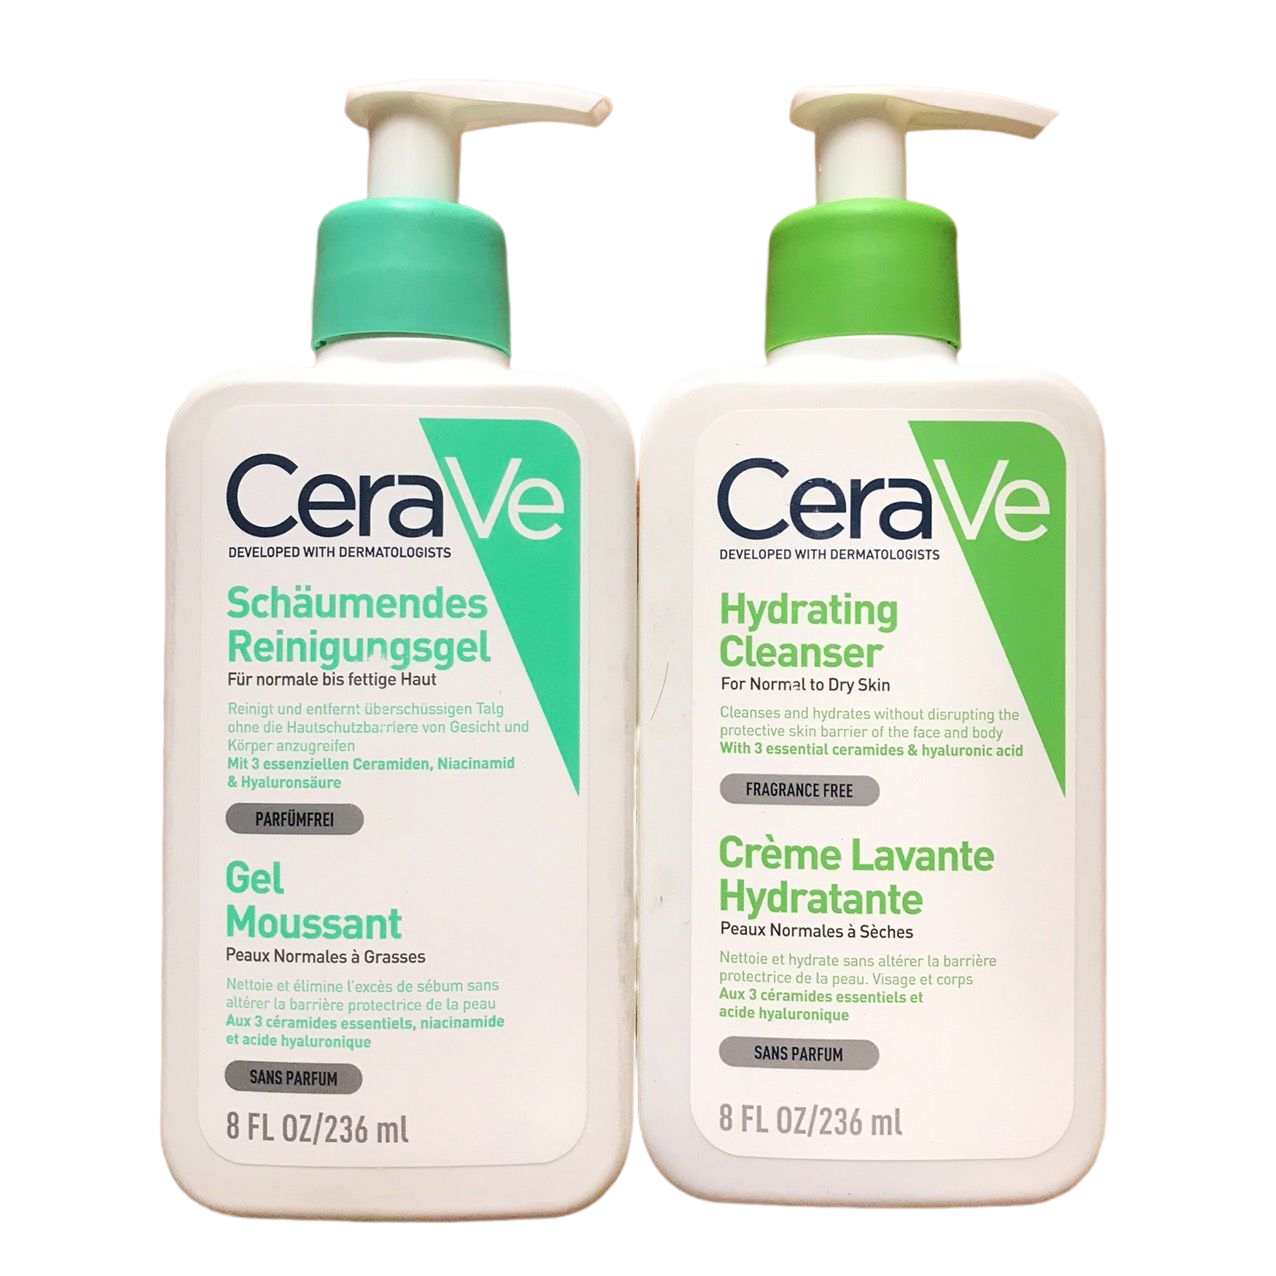 CeraVe
DEVELOPED WITH DERMATOLOGISTS
Schäumendes
Reinigungsgel
Für normale bis fettige Haut
Reinigt und entfernt überschüssigen Talg
ohne die Hautschutzbarriere von Gesicht und
Körper anzugreifen
Mit 3 essenziellen Ceramiden, Niacinamid
& Hyaluronsäure
PARFÜMFREI
Gel
Moussant
Peaux Normales à Grasses
Nettoie et élimine l'excès de sébum sans
altérer la barrière protectrice de la peau
Aux 3 céramides essentiels, niacinamide
et acide hyaluronique
SANS PARFUM
8 FL OZ/236 ml
CeraVe
DEVELOPED WITH DERMATOLOGISTS
Hydrating
Cleanser
For Normal to Dry Skin
Cleanses and hydrates without disrupting the
protective skin barrier of the face and body
With 3 essential ceramides & hyaluronic acid
FRAGRANCE FREE
Crème Lavante
Hydratante
Peaux Normales à Sèches
Nettoie et hydrate sans altérer la barrière
protectrice de la peau. Visage et corps
Aux 3 céramides essentiels et
acide hyaluronique
SANS PARFUM
8 FL OZ/236 ml